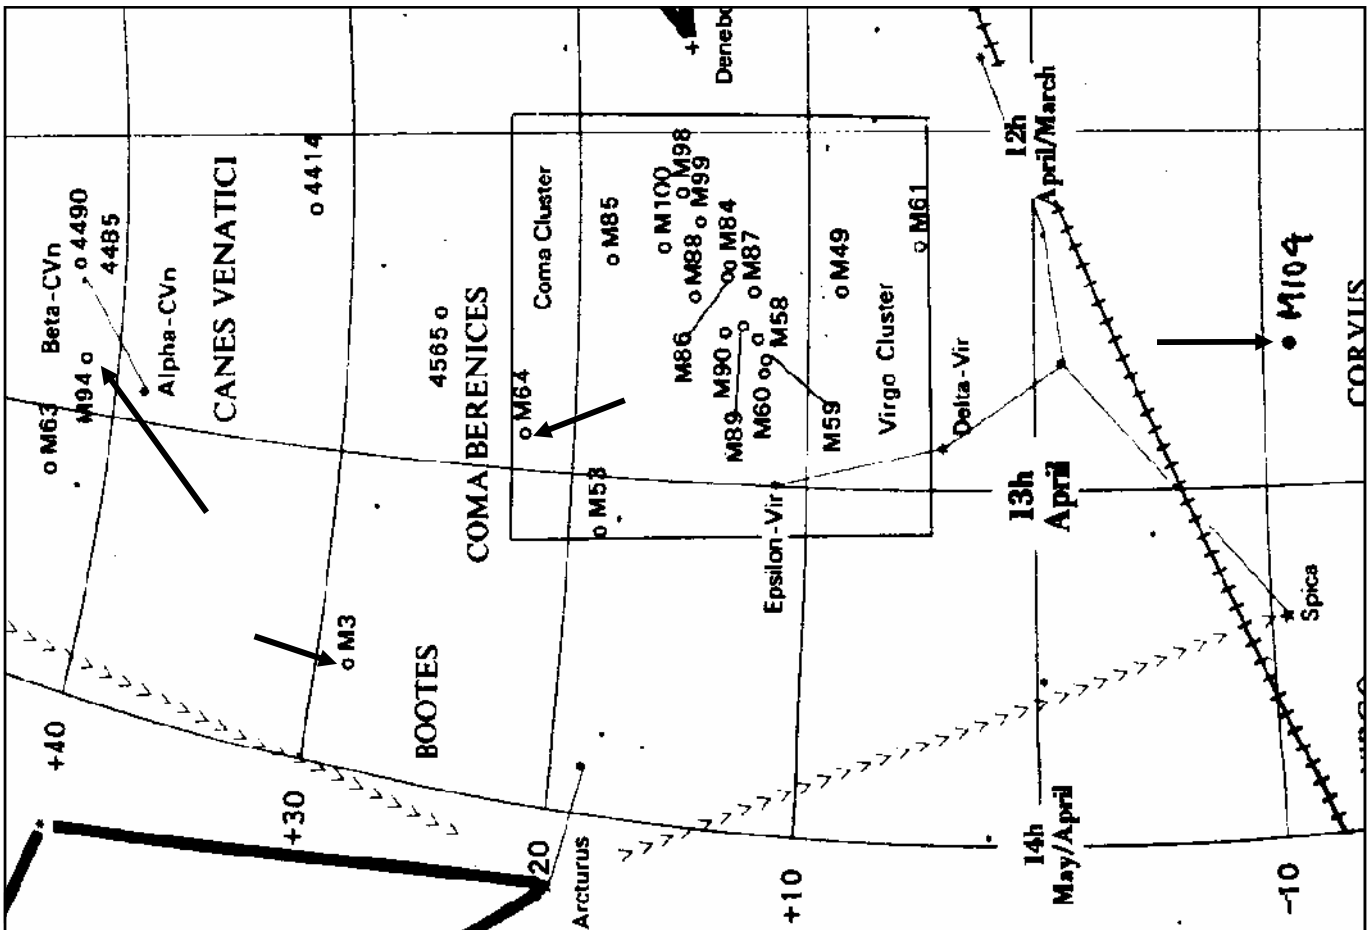 Denebo
12h
April/March
M98
M99
M100
M84
M88
M87
M85
Coma Cluster
4414
CANES VENATICI
4490
4485
Beta-CVn
Alpha-CVn
M94
M63
4565
COMA BERENICES
M64
M53
M86
M90
M89
M58
M60
M59
M49
M61
Virgo Cluster
Delta-Vir
Epsilon-Vir
13h
April
M104
CORVUS
Spica
M3
BOOTES
+40
+30
20
+10
-10
14h
May/April
Arcturus